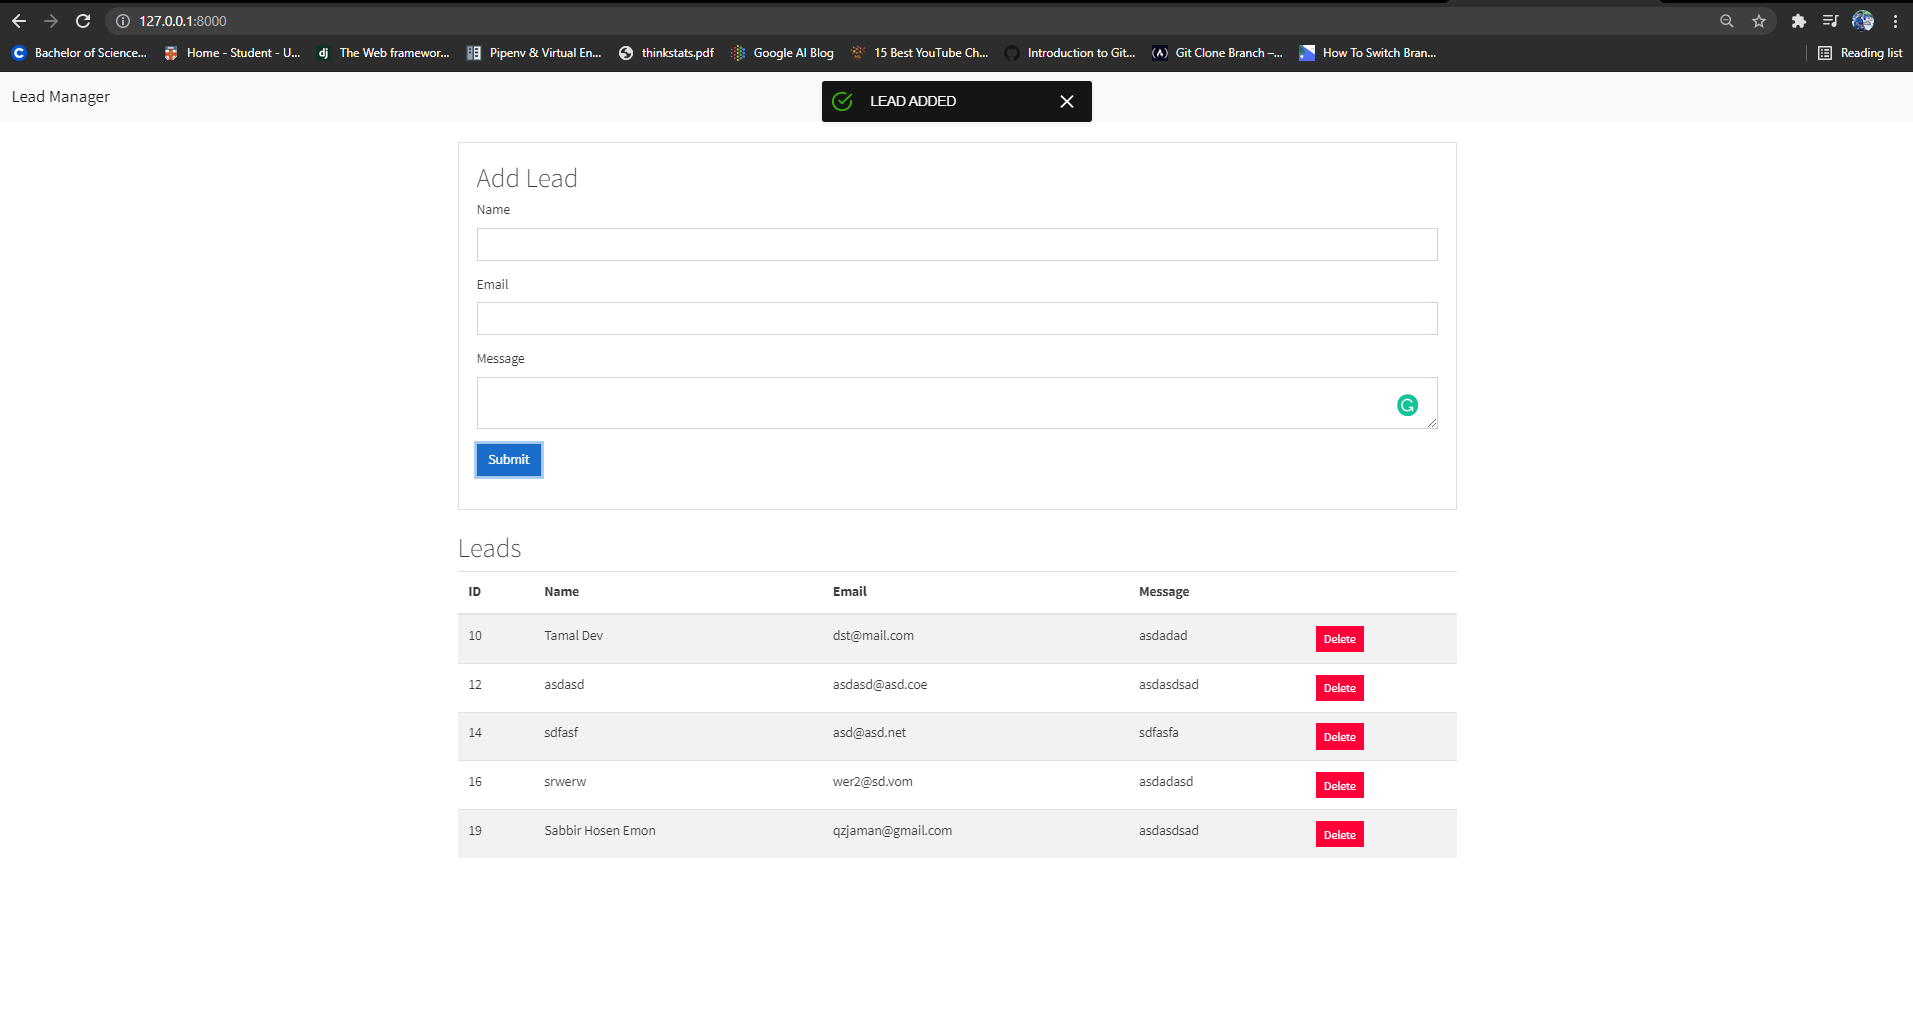 127.0.0.1:8000
Bachelor of Science... Home - Student - U... dj The Web framewor... Pipenv & Virtual En... thinkstats.pdf Google AI Blog 15 Best YouTube Ch... Introduction to Git... Git Clone Branch –... How To Switch Bran... Reading list
Lead Manager
LEAD ADDED
Add Lead
Name
Email
Message
Submit
Leads
ID Name Email Message
10 Tamal Dev dst@mail.com asdadad Delete
12 asdasd asdasd@asd.coe asdasdsad Delete
14 sdfasf asd@asd.net sdfasfa Delete
16 srwerw wer2@sd.vom asdadasd Delete
19 Sabbir Hosen Emon qzjaman@gmail.com asdasdsad Delete